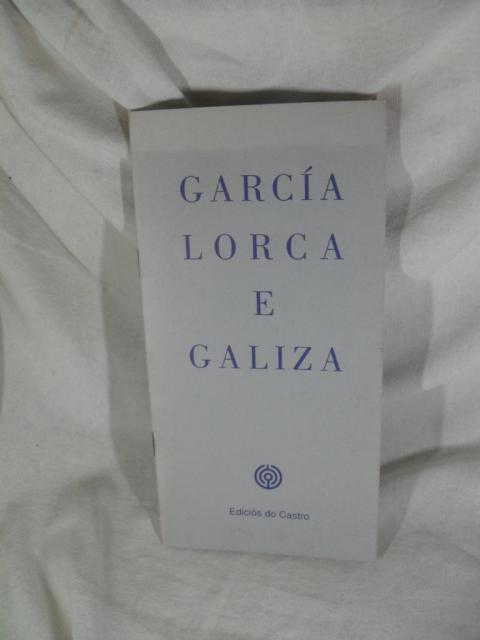 GARCÍA
LORCA
E
GALIZA
Ediciós do Castro